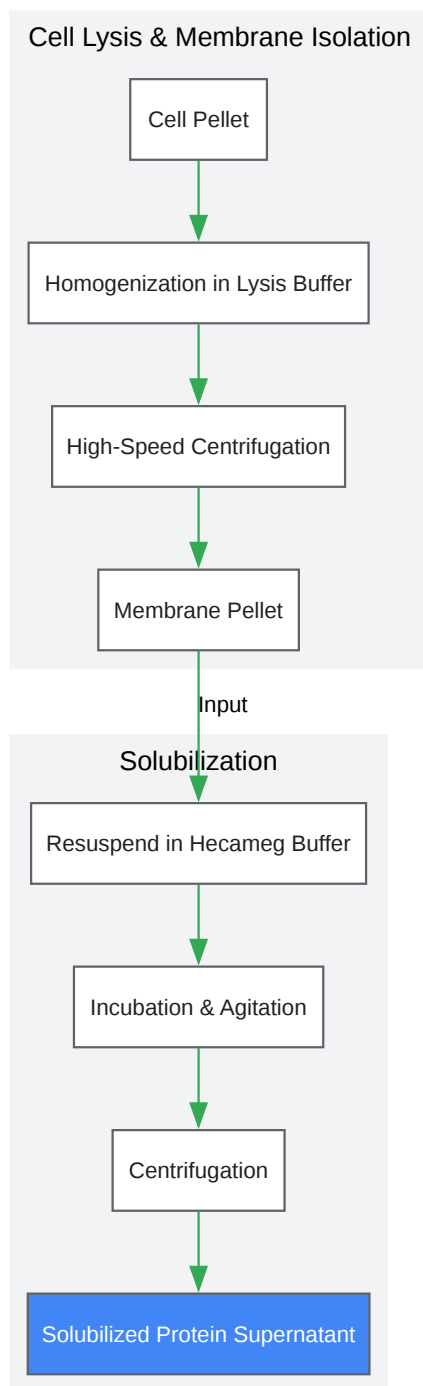 Cell Lysis & Membrane Isolation
Cell Pellet
Homogenization in Lysis Buffer
High-Speed Centrifugation
Membrane Pellet
Input
Solubilization
Resuspend in Hecameg Buffer
Incubation & Agitation
Centrifugation
Solubilized Protein Supernatant